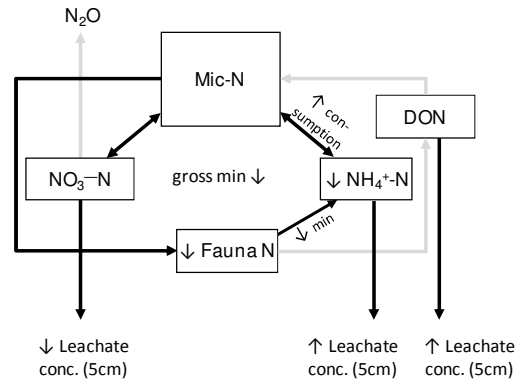 N₂O
Mic-N
↑ con-
sumption
DON
NO₃⁻–N
gross min ↓
↓ NH₄⁺-N
↓ min
↓ Fauna N
↓ Leachate
conc. (5cm)
↑ Leachate
conc. (5cm)
↑ Leachate
conc. (5cm)